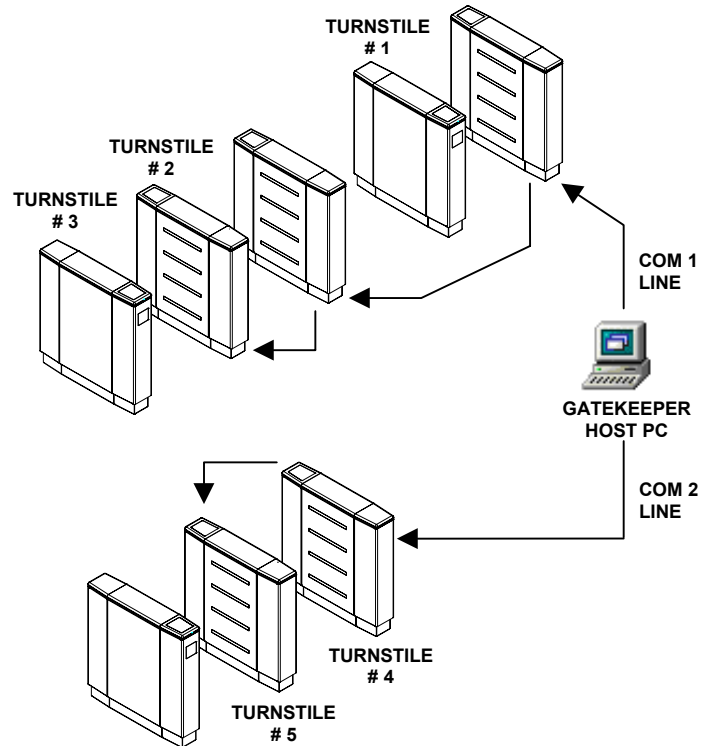 TURNSTILE
# 1
TURNSTILE
# 2
TURNSTILE
# 3
COM 1
LINE
GATEKEEPER
HOST PC
COM 2
LINE
TURNSTILE
# 4
TURNSTILE
# 5